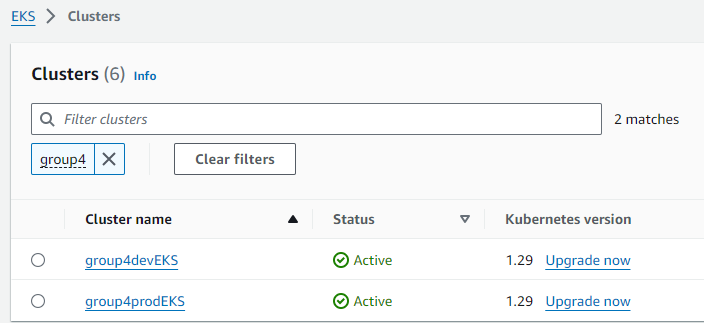 EKS > Clusters
Clusters (6) Info
Filter clusters
2 matches
group4
Clear filters
Cluster name Status Kubernetes version
group4devEKS Active 1.29 Upgrade now
group4prodEKS Active 1.29 Upgrade now